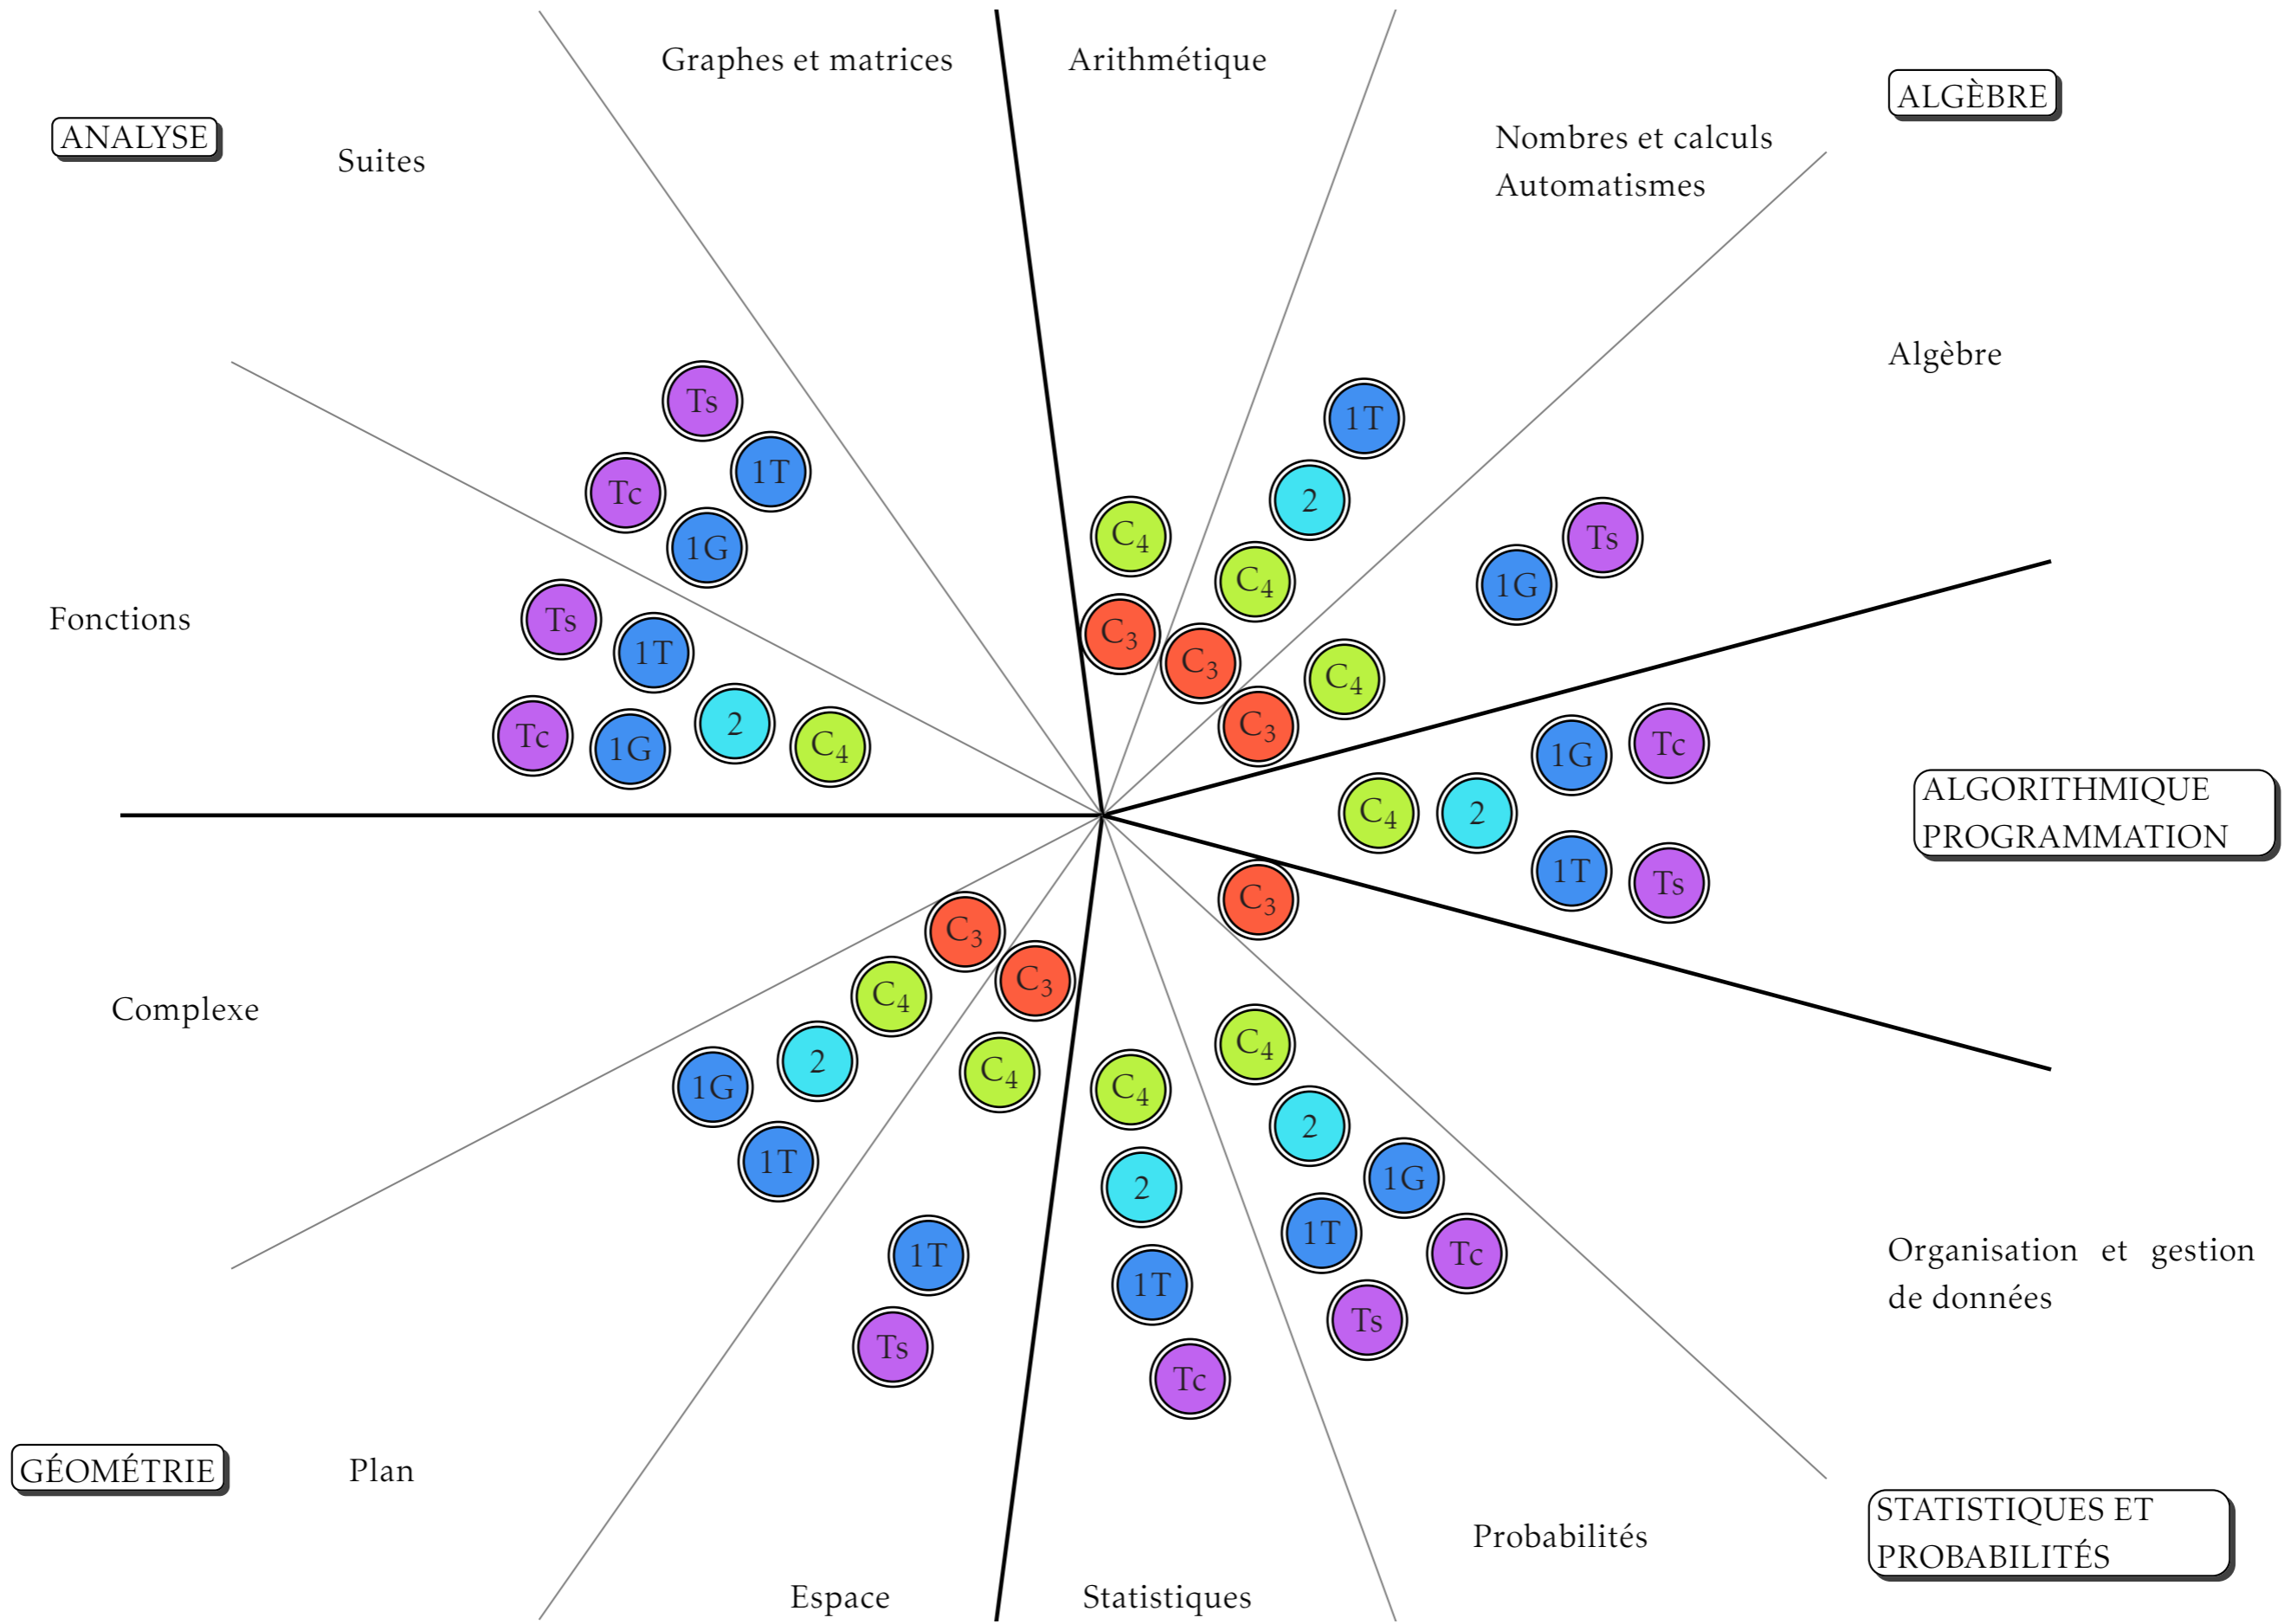 Graphes et matrices
Arithmétique
ALGÈBRE
ANALYSE
Suites
Nombres et calculs
Automatismes
Algèbre
Ts
1T
Tc
1T
1G
2
C4
C4
Ts
1G
Fonctions
Ts
1T
C3
C3
C4
Tc
1G
2
C4
C3
1G
Tc
C4
2
1T
Ts
ALGORITHMIQUE
PROGRAMMATION
C3
Complexe
C3
C3
C4
C4
2
1G
1T
C4
C4
2
2
1G
1T
Tc
Ts
1T
Ts
1T
Tc
Organisation et gestion
de données
GÉOMÉTRIE
Plan
Espace
Statistiques
Probabilités
STATISTIQUES ET
PROBABILITÉS